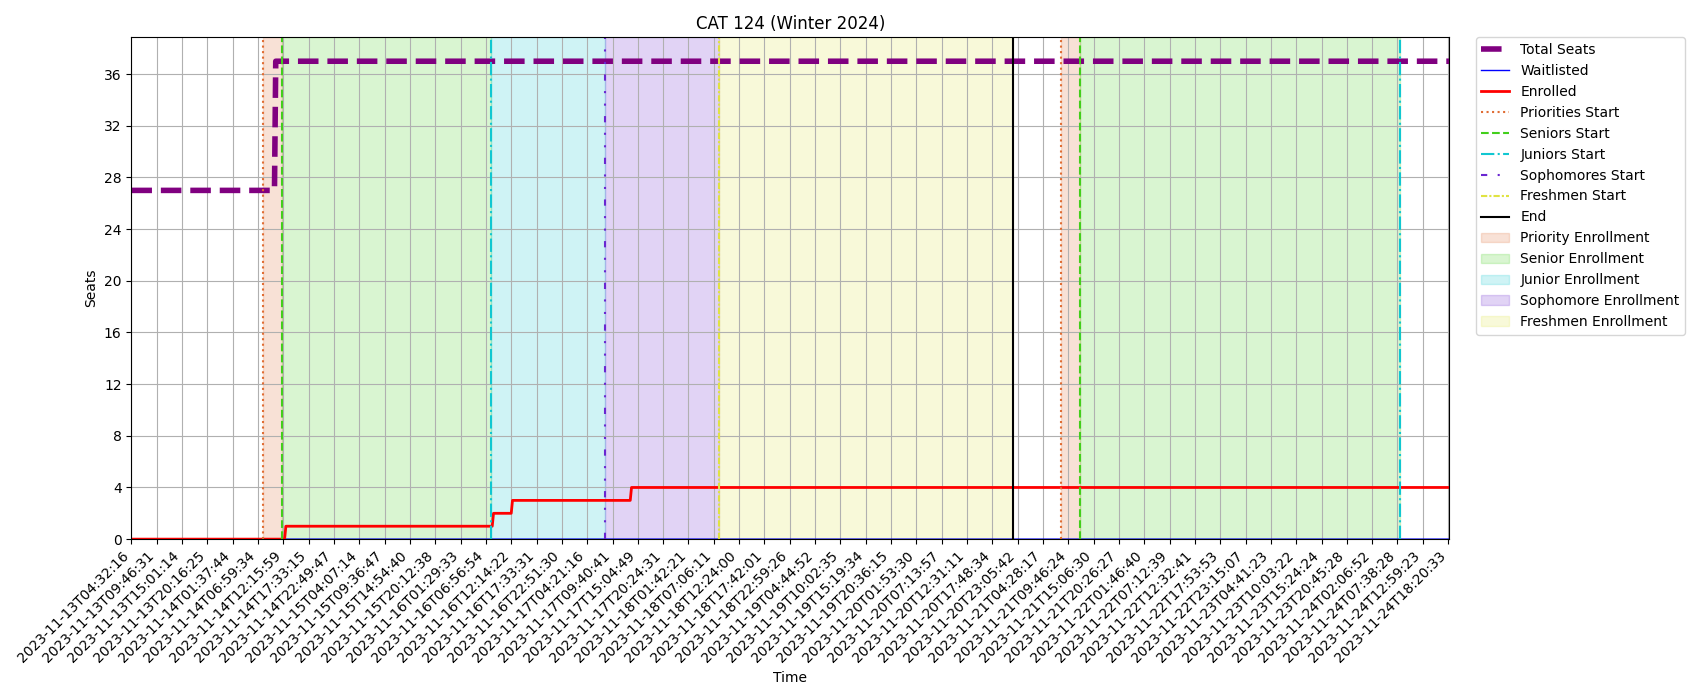 CAT 124 (Winter 2024)
Seats
36
32
28
24
20
16
12
8
4
0
2023-11-13T04:32:16
2023-11-13T09:46:31
2023-11-13T15:01:14
2023-11-13T20:16:25
2023-11-14T01:37:44
2023-11-14T06:59:34
2023-11-14T12:15:59
2023-11-14T17:33:15
2023-11-14T22:49:47
2023-11-15T04:07:14
2023-11-15T09:36:47
2023-11-15T14:54:40
2023-11-15T20:12:38
2023-11-16T01:29:33
2023-11-16T06:56:54
2023-11-16T12:14:22
2023-11-16T17:33:31
2023-11-16T22:51:30
2023-11-17T04:21:16
2023-11-17T09:40:41
2023-11-17T15:04:49
2023-11-17T20:24:31
2023-11-18T01:42:21
2023-11-18T07:06:11
2023-11-18T12:24:00
2023-11-18T17:42:01
2023-11-18T22:59:26
2023-11-19T04:44:52
2023-11-19T10:02:35
2023-11-19T15:19:34
2023-11-19T20:36:15
2023-11-20T01:53:30
2023-11-20T07:13:57
2023-11-20T12:31:11
2023-11-20T17:48:34
2023-11-20T23:05:42
2023-11-21T04:28:17
2023-11-21T09:46:24
2023-11-21T15:06:30
2023-11-21T20:26:27
2023-11-22T01:46:40
2023-11-22T07:12:39
2023-11-22T12:32:41
2023-11-22T17:53:53
2023-11-22T23:15:07
2023-11-23T04:41:23
2023-11-23T10:03:22
2023-11-23T15:24:24
2023-11-23T20:45:28
2023-11-24T02:06:52
2023-11-24T07:38:28
2023-11-24T12:59:23
2023-11-24T18:20:33
Time
Total Seats
Waitlisted
Enrolled
Priorities Start
Seniors Start
Juniors Start
Sophomores Start
Freshmen Start
End
Priority Enrollment
Senior Enrollment
Junior Enrollment
Sophomore Enrollment
Freshmen Enrollment